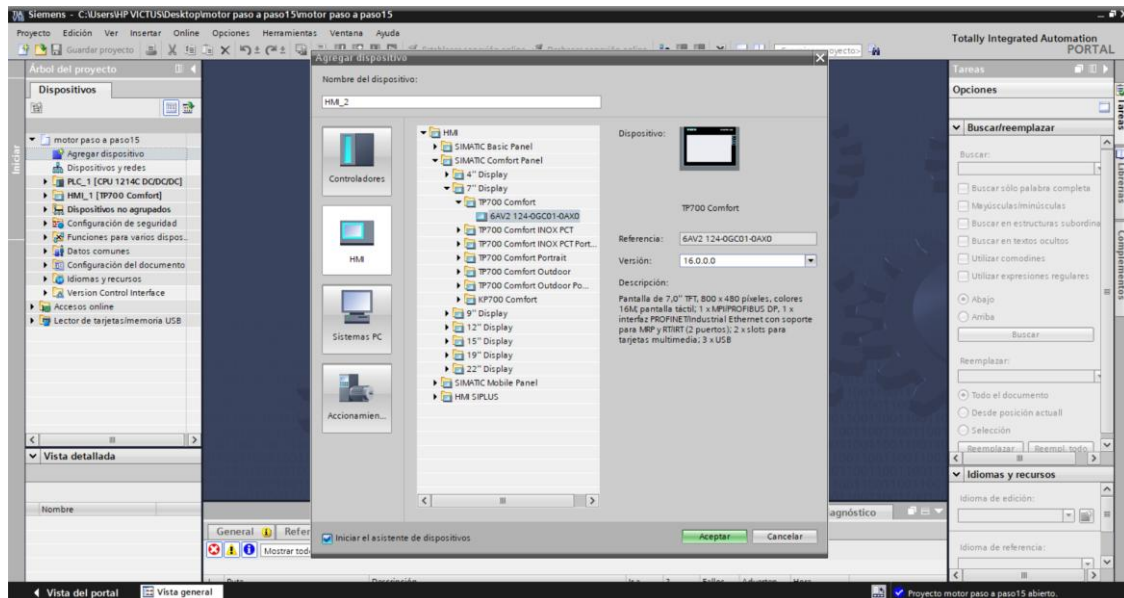 Siemens - C:\Users\HP VICTUS\Desktop\motor paso a paso15\motor paso a paso15
Proyecto Edición Ver Insertar Online Opciones Herramientas Ventana Ayuda
Guardar proyecto
Totally Integrated Automation
PORTAL
Iniciar
Árbol del proyecto
Dispositivos
motor paso a paso15
Agregar dispositivo
Dispositivos y redes
PLC_1 [CPU 1214C DC/DC/DC]
HMI_1 [TP700 Comfort]
Dispositivos no agrupados
Configuración de seguridad
Funciones para varios dispos..
Datos comunes
Configuración del documento
Idiomas y recursos
Version Control Interface
Accesos online
Lector de tarjetas/memoria USB
Vista detallada
Nombre
Agregar dispositivo
Nombre del dispositivo:
HMI_2
Controladores
HMI
Sistemas PC
Accionamien...
HMI
SIMATIC Basic Panel
SIMATIC Comfort Panel
4" Display
7" Display
TP700 Comfort
6AV2 124-0GC01-0AX0
TP700 Comfort INOX PCT
TP700 Comfort INOX PCT Port...
TP700 Comfort Portrait
TP700 Comfort Outdoor
TP700 Comfort Outdoor Po...
KP700 Comfort
9" Display
12" Display
15" Display
19" Display
22" Display
SIMATIC Mobile Panel
HMI SIPLUS
Dispositivo:
TP700 Comfort
Referencia: 6AV2 124-0GC01-0AX0
Versión: 16.0.0.0
Descripción:
Pantalla de 7,0" TFT, 800 x 480 píxeles, colores
16M; pantalla táctil; 1 x MPI/PROFIBUS DP, 1 x
interfaz PROFINET/Industrial Ethernet con soporte
para MRP y RT/IRT (2 puertos); 2 x slots para
tarjetas multimedia; 3 x USB
Iniciar el asistente de dispositivos
Aceptar Cancelar
General
Refer
agnóstico
Mostrar tod
Tareas
Opciones
Buscar/reemplazar
Buscar:
Buscar sólo palabra completa
Mayúsculas/minúsculas
Buscar en estructuras subordina
Buscar en textos ocultos
Utilizar comodines
Utilizar expresiones regulares
Abajo
Arriba
Buscar
Reemplazar:
Todo el documento
Desde posición actuall
Selección
Reemplazar Reempl. todo
Idiomas y recursos
Idioma de edición:
Idioma de referencia:
Tareas
Librerías
Complementos
Vista del portal Vista general
Proyecto motor paso a paso15 abierto.